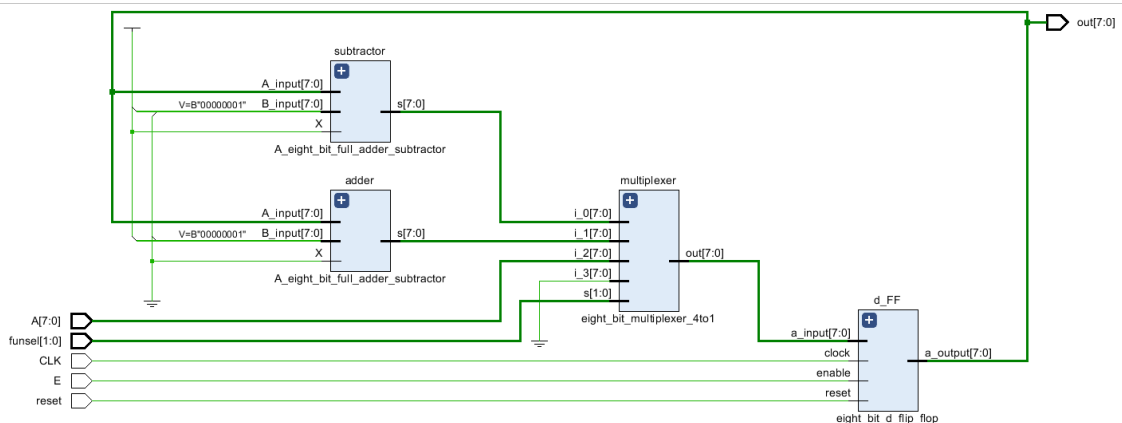 out[7:0]
subtractor
A_input[7:0]
V=B"00000001" B_input[7:0] s[7:0]
X
A_eight_bit_full_adder_subtractor
adder
A_input[7:0]
V=B"00000001" B_input[7:0] s[7:0]
X
A_eight_bit_full_adder_subtractor
multiplexer
i_0[7:0]
i_1[7:0]
i_2[7:0] out[7:0]
i_3[7:0]
s[1:0]
eight_bit_multiplexer_4to1
A[7:0]
funsel[1:0]
CLK
E
reset
d_FF
a_input[7:0]
clock a_output[7:0]
enable
reset
eight_bit_d_flip_flop